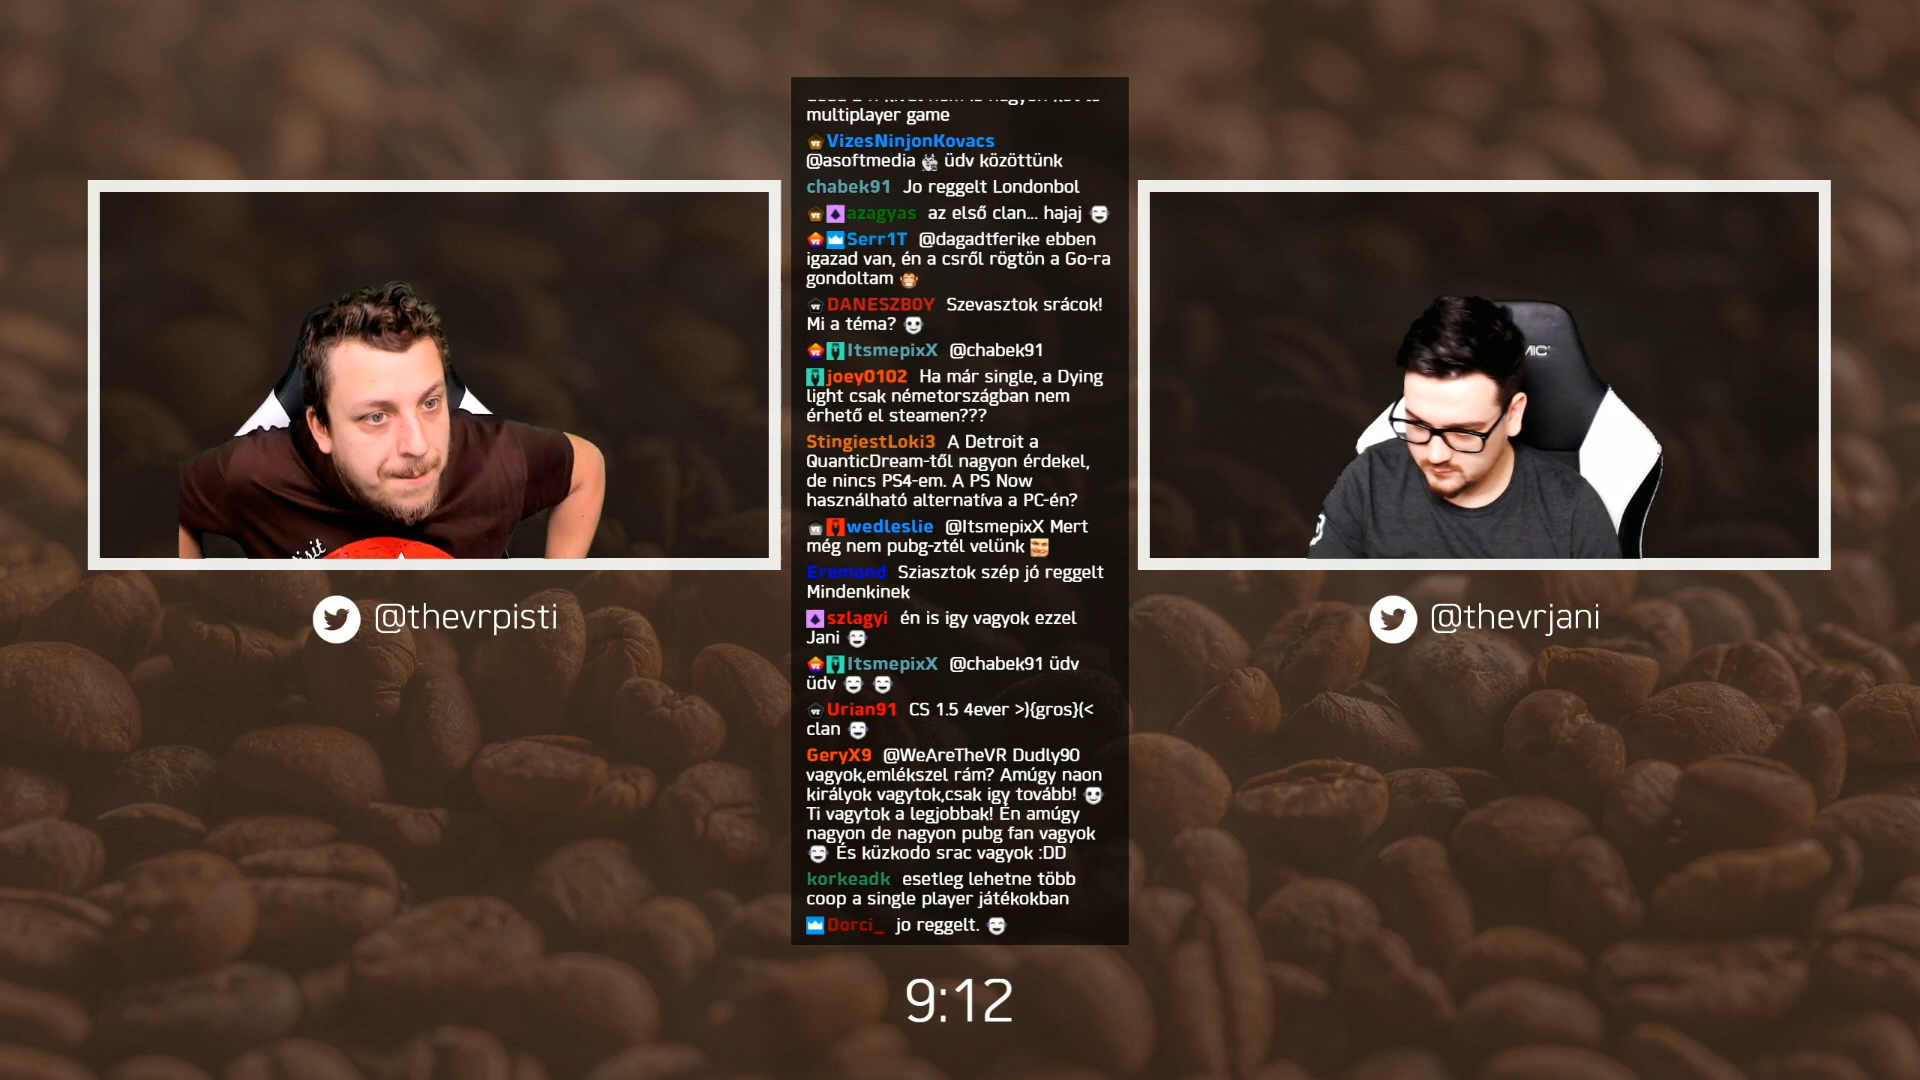 multiplayer game
VizesNinjonKovacs
@asoftmedia üdv közöttünk
chabek91 Jo reggelt Londonbol
azagyas az első clan... hajaj
Serr1T @dagadtferike ebben
igazad van, én a csről rögtön a Go-ra
gondoltam
DANESZB0Y Szevasztok srácok!
Mi a téma?
ItsmepixX @chabek91
joey0102 Ha már single, a Dying
light csak németországban nem
érhető el steamen???
StingiestLoki3 A Detroit a
QuanticDream-től nagyon érdekel,
de nincs PS4-em. A PS Now
használható alternatíva a PC-én?
wedleslie @ItsmepixX Mert
még nem pubg-ztél velünk
Eremond Sziasztok szép jó reggelt
Mindenkinek
szlagyi én is igy vagyok ezzel
Jani
ItsmepixX @chabek91 üdv
üdv
Urian91 CS 1.5 4ever >){gros}(<
clan
GeryX9 @WeAreTheVR Dudly90
vagyok,emlékszel rám? Amúgy naon
királyok vagytok,csak igy tovább!
Ti vagytok a legjobbak! Én amúgy
nagyon de nagyon pubg fan vagyok
És küzkodo srac vagyok :DD
korkeadk esetleg lehetne több
coop a single player játékokban
Dorci_ jo reggelt.
@thevrpisti
@thevrjani
9:12